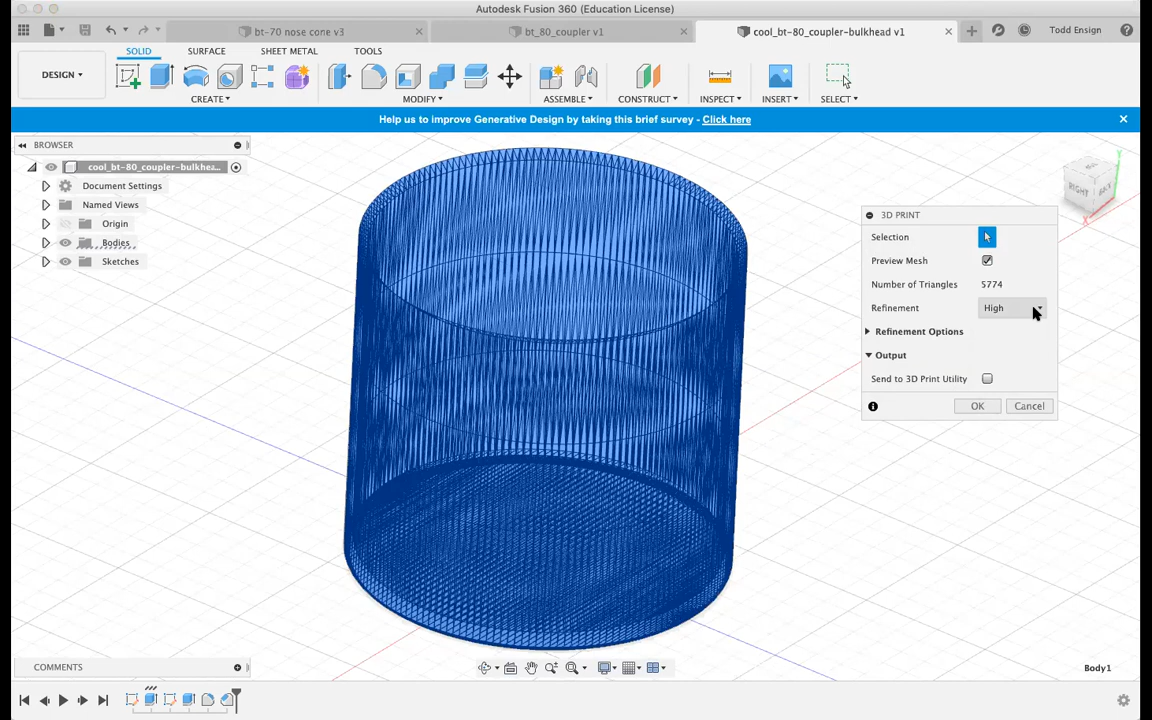 Autodesk Fusion 360 (Education License)
bt-70 nose cone v3
bt_80_coupler v1
cool_bt-80_coupler-bulkhead v1
Todd Ensign
SOLID
SURFACE
SHEET METAL
TOOLS
DESIGN
CREATE
MODIFY
ASSEMBLE
CONSTRUCT
INSPECT
INSERT
SELECT
Help us to improve Generative Design by taking this brief survey - Click here
BROWSER
cool_bt-80_coupler-bulkhea...
Document Settings
Named Views
Origin
Bodies
Sketches
RIGHT
BACK
Y
X
3D PRINT
Selection
Preview Mesh
Number of Triangles 5774
Refinement High
Refinement Options
Output
Send to 3D Print Utility
OK Cancel
COMMENTS
Body1